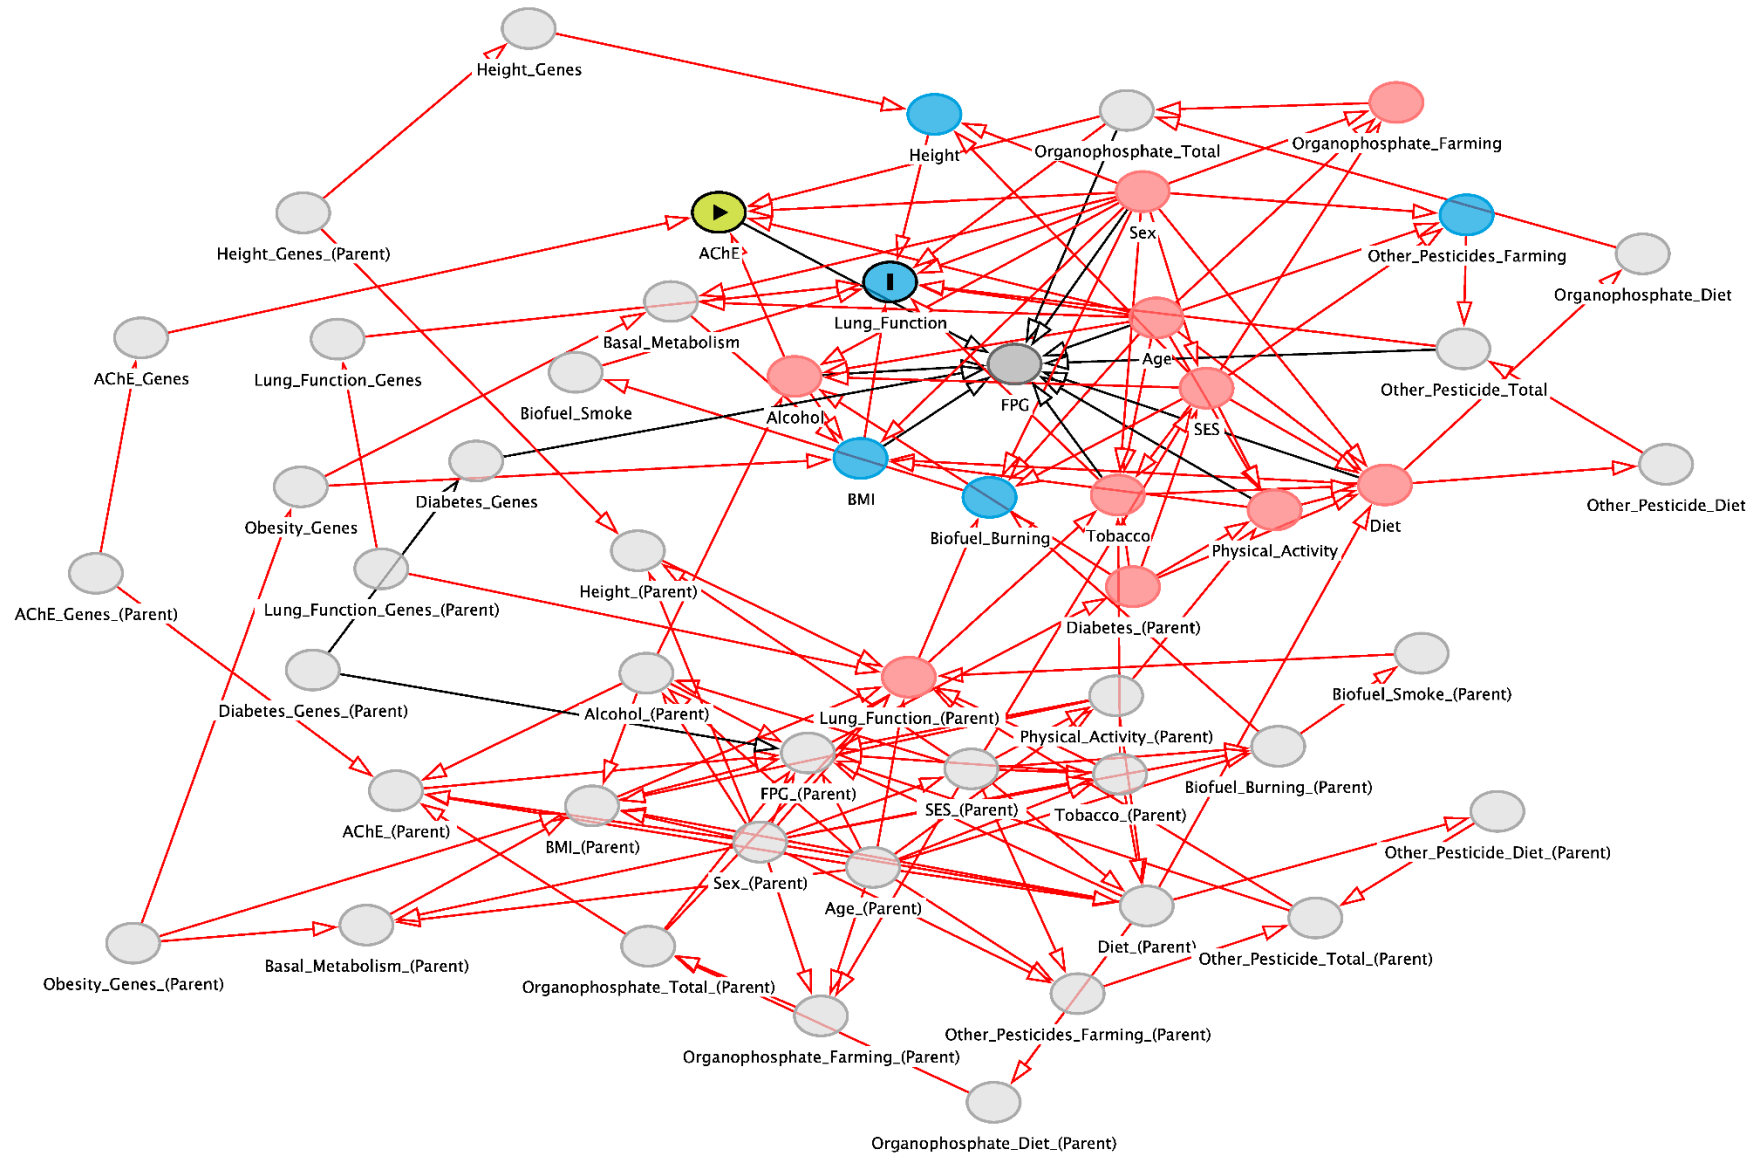 Height_Genes
Organophosphate_Farming
Organophosphate_Total
Height
Sex
Height_Genes_(Parent)
AChE
Other_Pesticides_Farming
Organophosphate_Diet
Lung_Function
Basal_Metabolism
Age
AChE_Genes
Lung_Function_Genes
Other_Pesticide_Total
FPG
Biofuel_Smoke
Alcohol
SES
Diabetes_Genes
BMI
Other_Pesticide_Diet
Obesity_Genes
Diet
Biofuel_Burning
Tobacco
Physical_Activity
Height_(Parent)
Lung_Function_Genes_(Parent)
AChE_Genes_(Parent)
Diabetes_(Parent)
Biofuel_Smoke_(Parent)
Diabetes_Genes_(Parent)
Alcohol_(Parent)
Lung_Function_(Parent)
Physical_Activity_(Parent)
Biofuel_Burning_(Parent)
FPG_(Parent)
SES_(Parent)
Tobacco_(Parent)
AChE_(Parent)
BMI_(Parent)
Other_Pesticide_Diet_(Parent)
Sex_(Parent)
Age_(Parent)
Diet_(Parent)
Other_Pesticide_Total_(Parent)
Basal_Metabolism_(Parent)
Obesity_Genes_(Parent)
Organophosphate_Total_(Parent)
Other_Pesticides_Farming_(Parent)
Organophosphate_Farming_(Parent)
Organophosphate_Diet_(Parent)